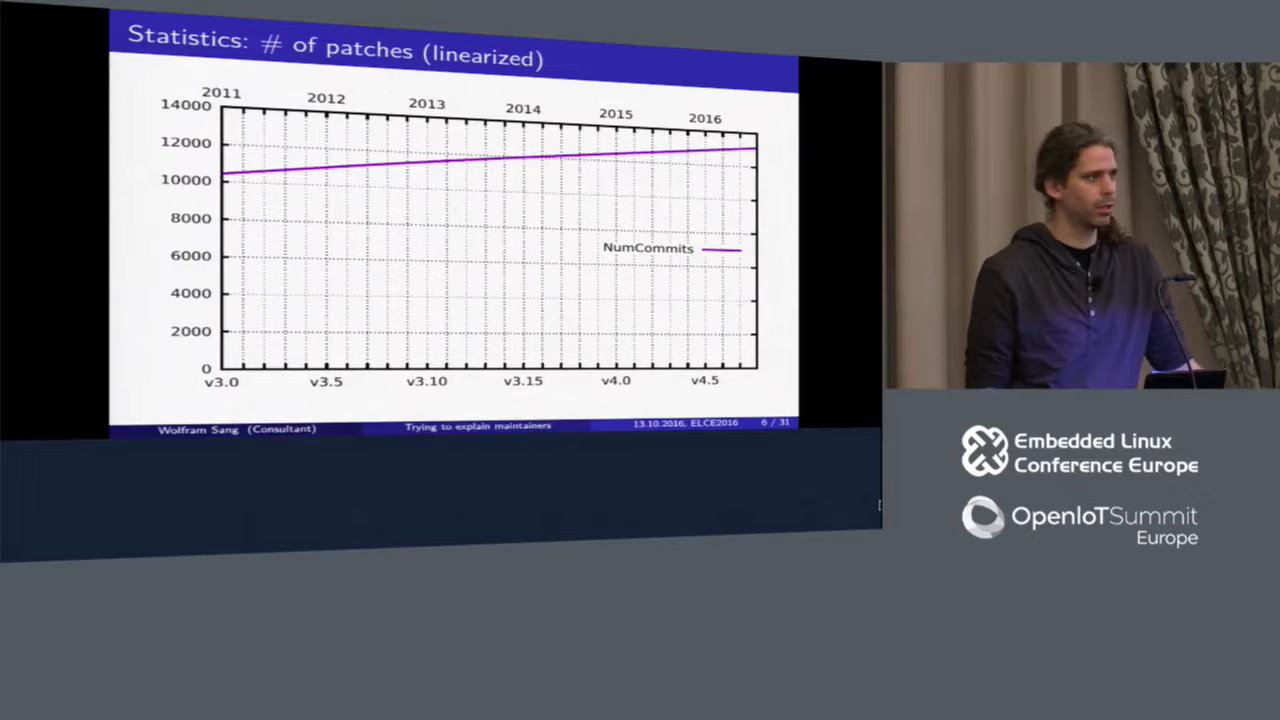 Statistics: # of patches (linearized)
2011 2012 2013 2014 2015 2016
14000
12000
10000
8000
6000
4000
2000
0
NumCommits
v3.0 v3.5 v3.10 v3.15 v4.0 v4.5
Wolfram Sang (Consultant) Trying to explain maintainers 13.10.2016, ELCE2016 6 / 31
Embedded Linux
Conference Europe
OpenIoTSummit
Europe